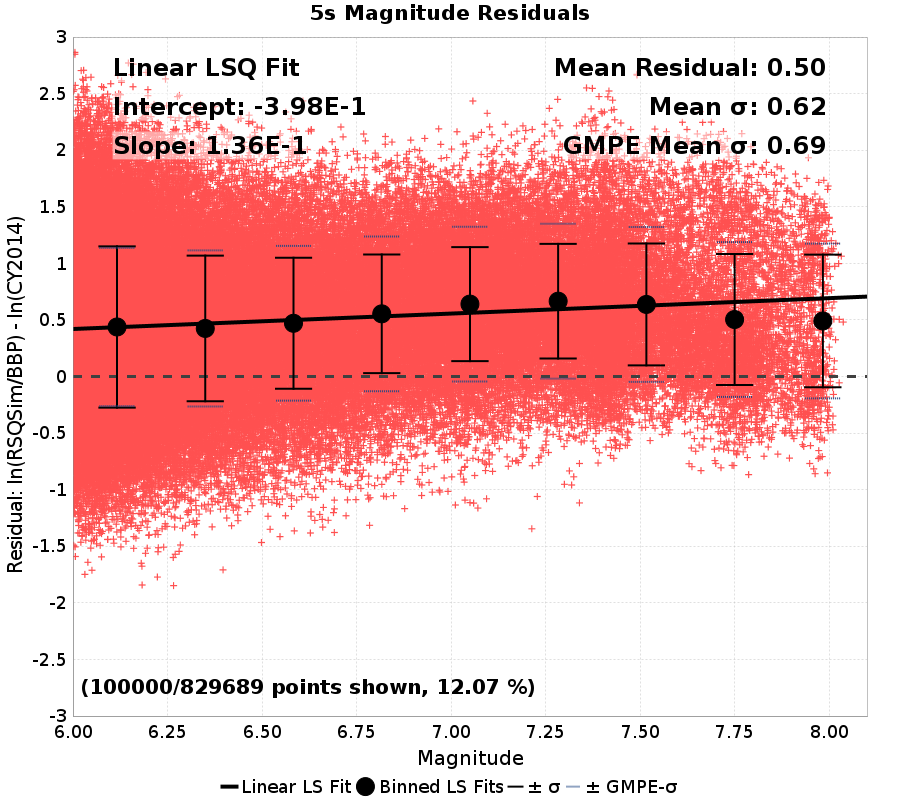 5s Magnitude Residuals
Linear LSQ Fit
Intercept: -3.98E-1
Slope: 1.36E-1
Mean Residual: 0.50
Mean σ: 0.62
GMPE Mean σ: 0.69
Residual: ln(RSQSim/BBP) - ln(CY2014)
3
2.5
2
1.5
1
0.5
0
-0.5
-1
-1.5
-2
-2.5
-3
(100000/829689 points shown, 12.07 %)
6.00 6.25 6.50 6.75 7.00 7.25 7.50 7.75 8.00
Magnitude
Linear LS Fit Binned LS Fits ± σ ± GMPE-σ